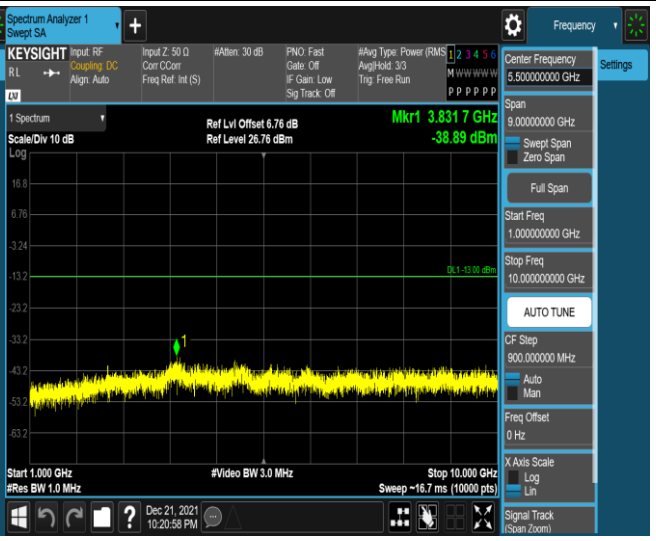 Spectrum Analyzer 1
Swept SA
Frequency
KEYSIGHT
RL
Input: RF
Coupling: DC
Align: Auto
Input Z: 50 Ω
Corr CCorr
Freq Ref: Int (S)
#Atten: 30 dB
PNO: Fast
Gate: Off
IF Gain: Low
Sig Track: Off
#Avg Type: Power (RMS
Avg|Hold: 3/3
Trig: Free Run
1 2 3 4 5 6
M W W W W W
P P P P P P
LXI
1 Spectrum
Scale/Div 10 dB
Ref Lvl Offset 6.76 dB
Ref Level 26.76 dBm
Mkr1 3.831 7 GHz
-38.89 dBm
Log
16.8
6.76
-3.24
DL1 -13.00 dBm
-13.2
-23.2
-33.2
1
-43.2
-53.2
-63.2
Start 1.000 GHz
#Res BW 1.0 MHz
#Video BW 3.0 MHz
Stop 10.000 GHz
Sweep ~16.7 ms (10000 pts)
?
Dec 21, 2021
10:20:58 PM
Center Frequency
5.500000000 GHz
Settings
Span
9.00000000 GHz
Swept Span
Zero Span
Full Span
Start Freq
1.000000000 GHz
Stop Freq
10.000000000 GHz
AUTO TUNE
CF Step
900.000000 MHz
Auto
Man
Freq Offset
0 Hz
X Axis Scale
Log
Lin
Signal Track
(Span Zoom)